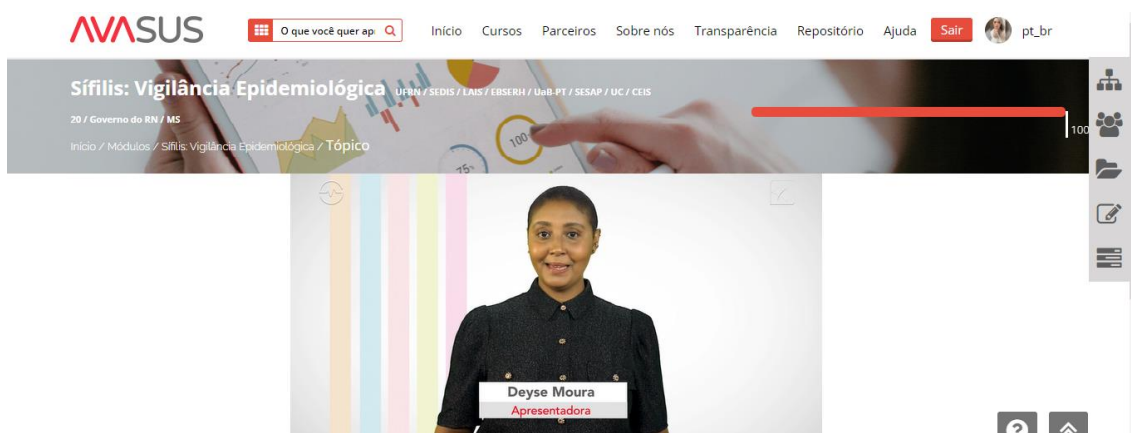 AVASUS
O que você quer ap
Início Cursos Parceiros Sobre nós Transparência Repositório Ajuda Sair pt_br
Sífilis: Vigilância Epidemiológica UFRN / SEDIS / LAIS / EBSERH / UaB-PT / SESAP / UC / CEIS
20 / Governo do RN / MS
Início / Módulos / Sífilis: Vigilância Epidemiológica / Tópico
100
100%
75%
Deyse Moura
Apresentadora
?